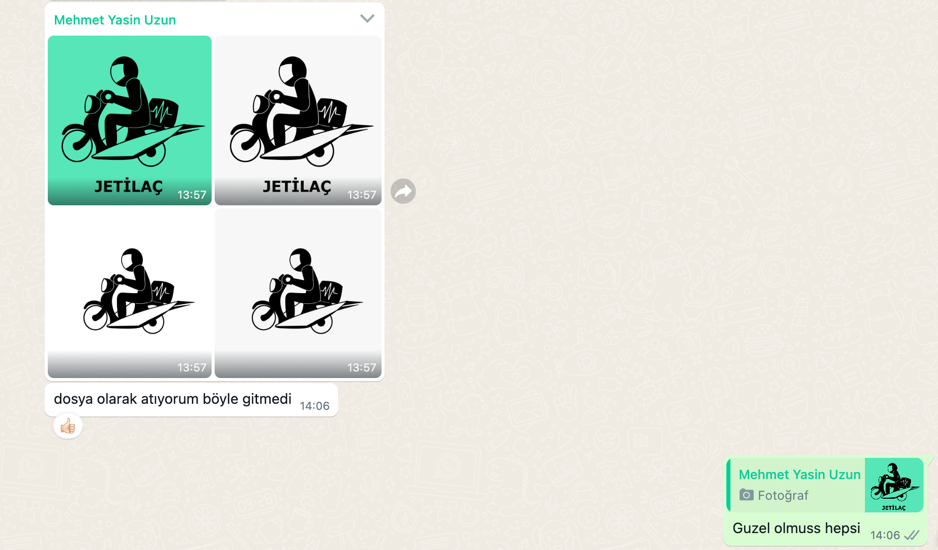 Mehmet Yasin Uzun
JETİLAÇ
13:57
JETİLAÇ
13:57
13:57
13:57
dosya olarak atıyorum böyle gitmedi
14:06
Mehmet Yasin Uzun
Fotoğraf
JETİLAÇ
Guzel olmuss hepsi
14:06